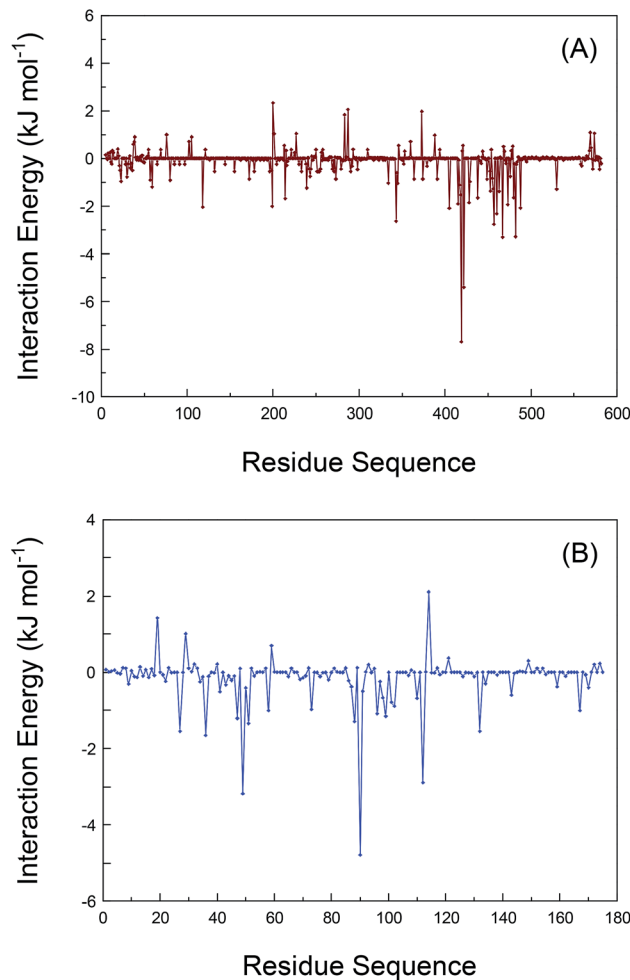 (A)
Interaction Energy (kJ mol⁻¹)
6
4
2
0
-2
-4
-6
-8
-10
0 100 200 300 400 500 600
Residue Sequence
(B)
Interaction Energy (kJ mol⁻¹)
4
2
0
-2
-4
-6
0 20 40 60 80 100 120 140 160 180
Residue Sequence